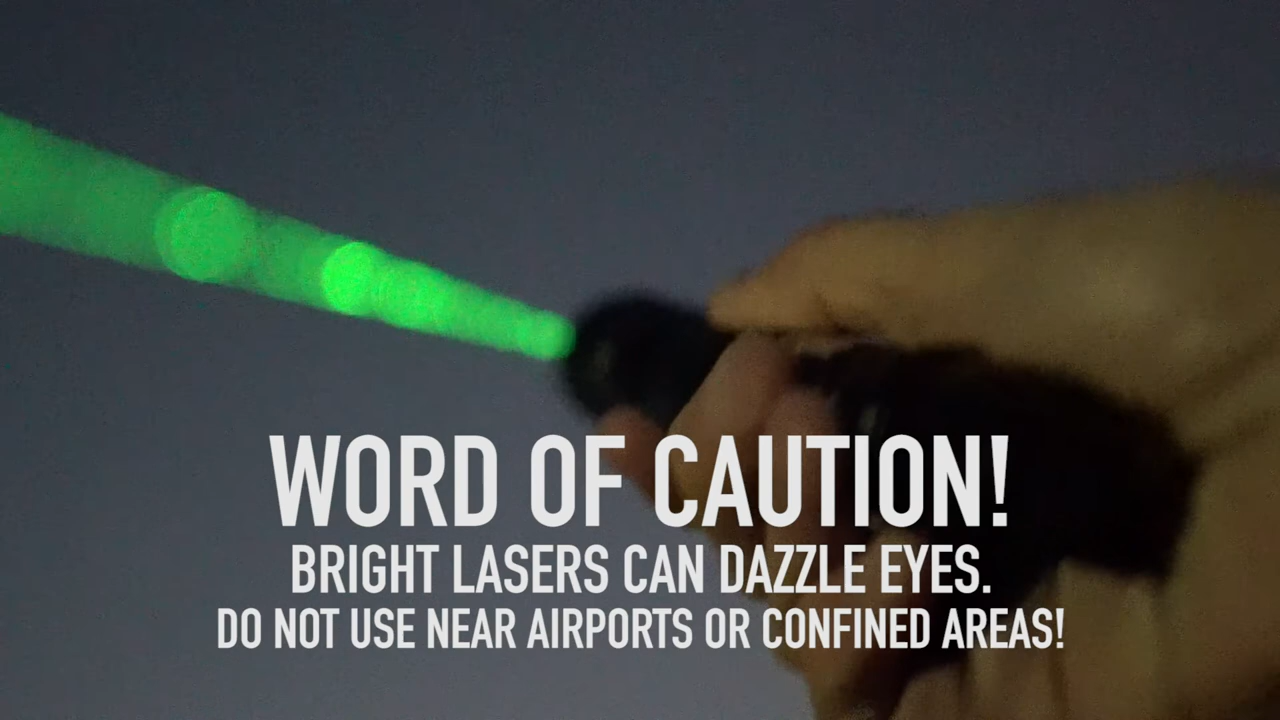 WORD OF CAUTION!
BRIGHT LASERS CAN DAZZLE EYES.
DO NOT USE NEAR AIRPORTS OR CONFINED AREAS!